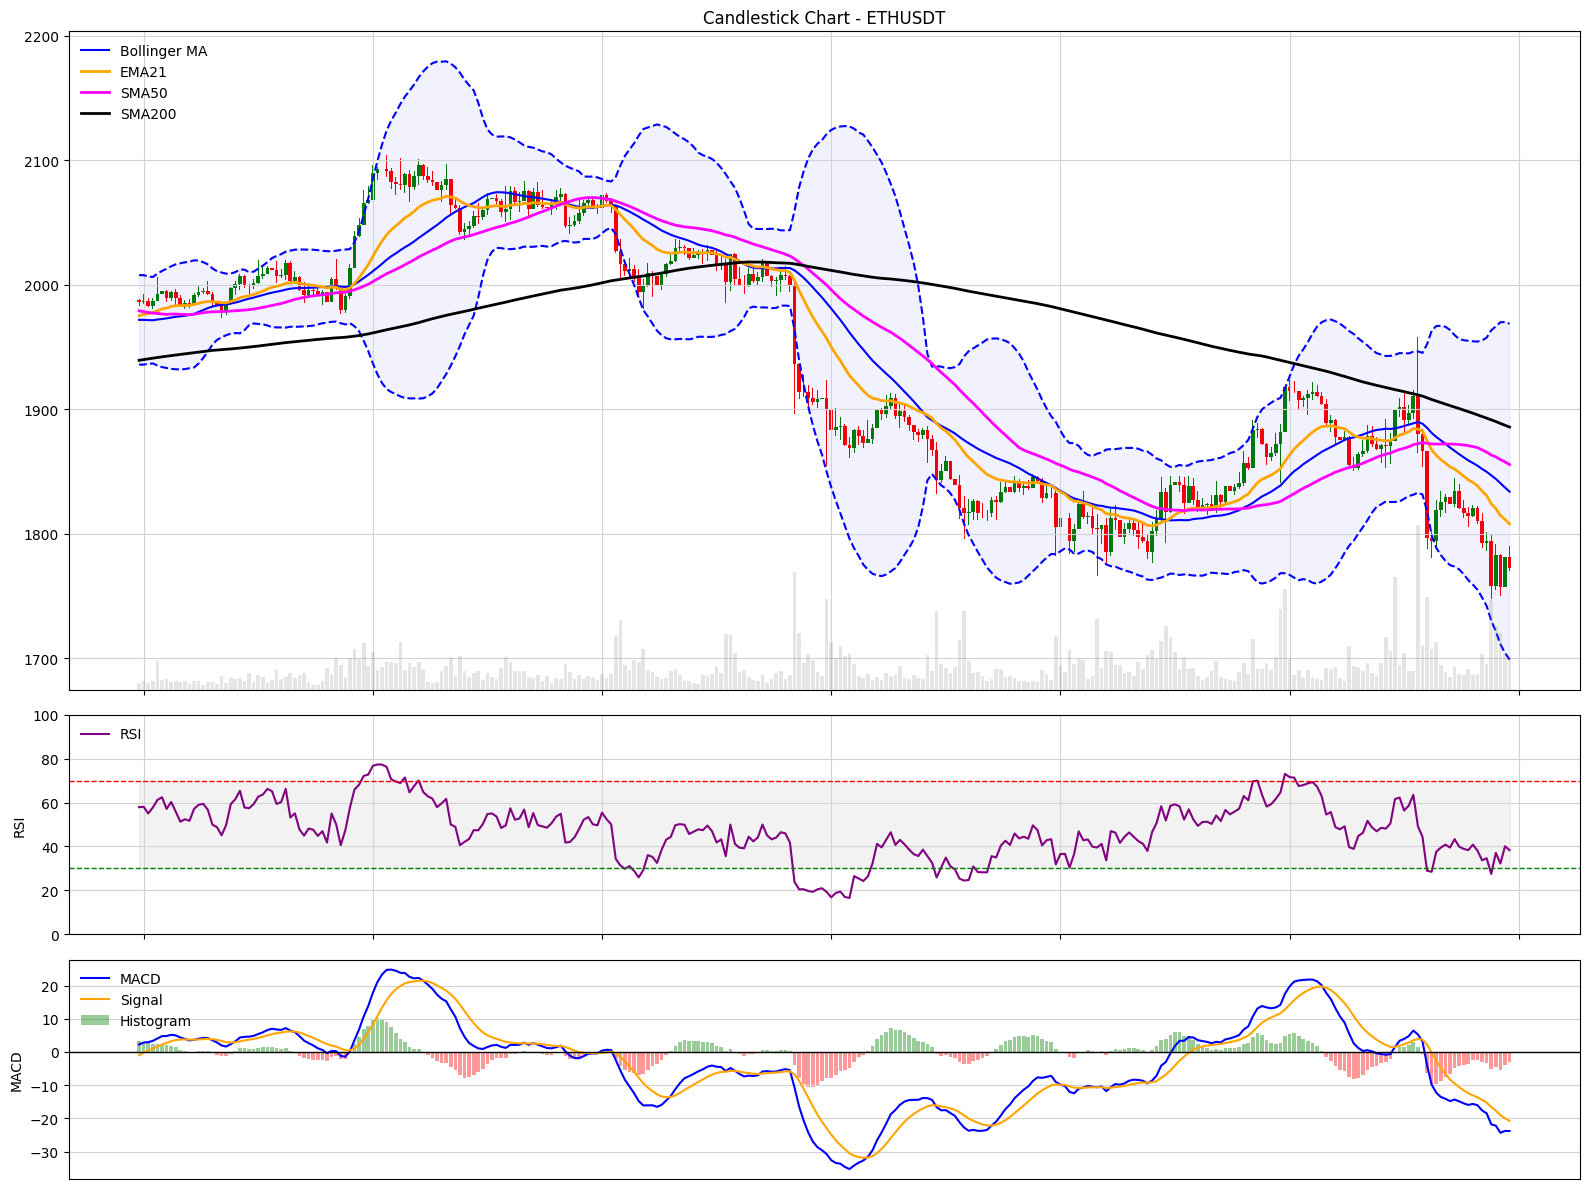 Candlestick Chart - ETHUSDT
2200
2100
2000
1900
1800
1700
Bollinger MA
EMA21
SMA50
SMA200
100
80
60
40
20
0
RSI
RSI
20
10
0
−10
−20
−30
MACD
MACD
Signal
Histogram